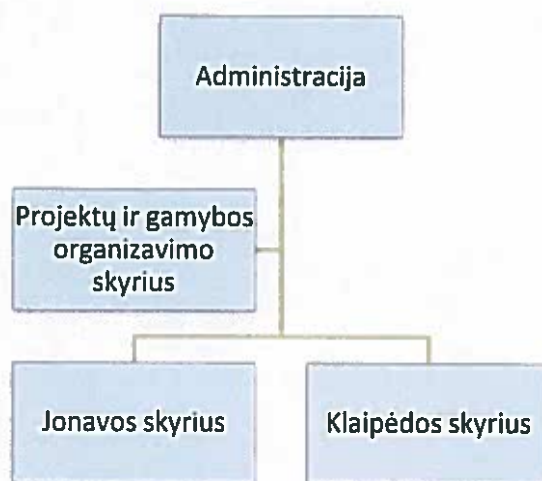 Administracija
Projektų ir gamybos
organizavimo
skyrius
Jonavos skyrius
Klaipėdos skyrius